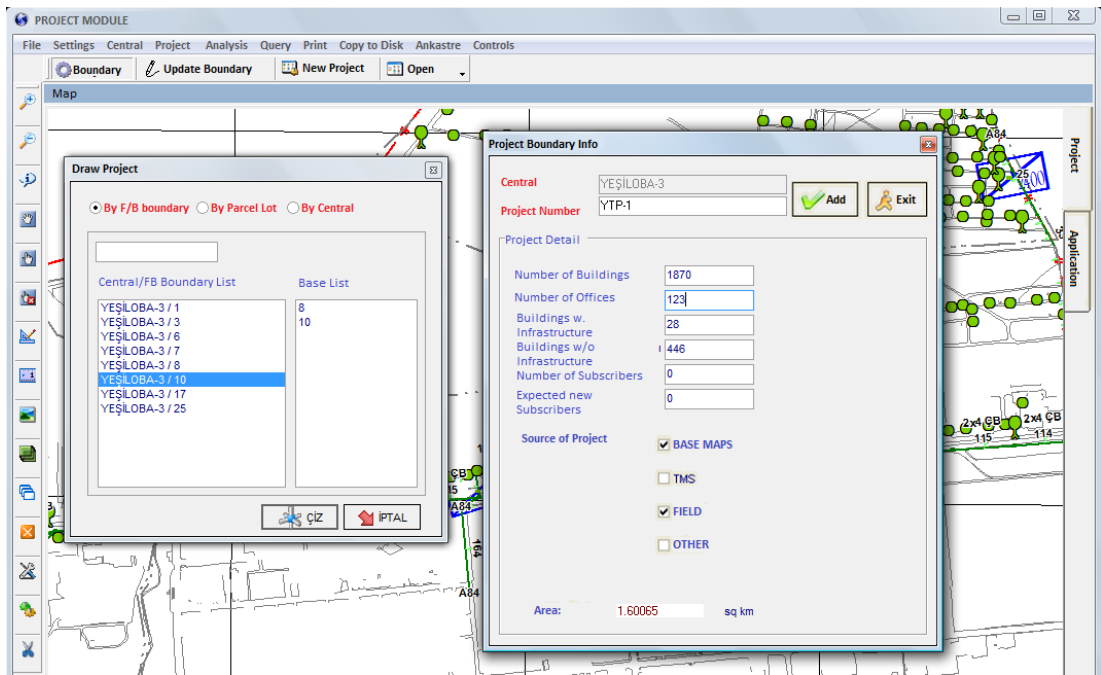 PROJECT MODULE
File Settings Central Project Analysis Query Print Copy to Disk Ankastre Controls
Boundary Update Boundary New Project Open
Map
Draw Project
By F/B boundary By Parcel Lot By Central
Central/FB Boundary List Base List
YEŞİLOBA-3 / 1 8
YEŞİLOBA-3 / 3 10
YEŞİLOBA-3 / 6
YEŞİLOBA-3 / 7
YEŞİLOBA-3 / 8
YEŞİLOBA-3 / 10
YEŞİLOBA-3 / 17
YEŞİLOBA-3 / 25
ÇİZ İPTAL
Project Boundary Info
Central YEŞİLOBA-3
Project Number YTP-1
Add Exit
Project Detail
Number of Buildings 1870
Number of Offices 123
Buildings w. 
Infrastructure 28
Buildings w/o 
Infrastructure 446
Number of Subscribers 0
Expected new 
Subscribers 0
Source of Project BASE MAPS
TMS
FIELD
OTHER
Area: 1.60065 sq km
Project
Application
A84
25
400
2x4 ÇB 2x4 ÇB
115 114
ÇB
A84
164
A84